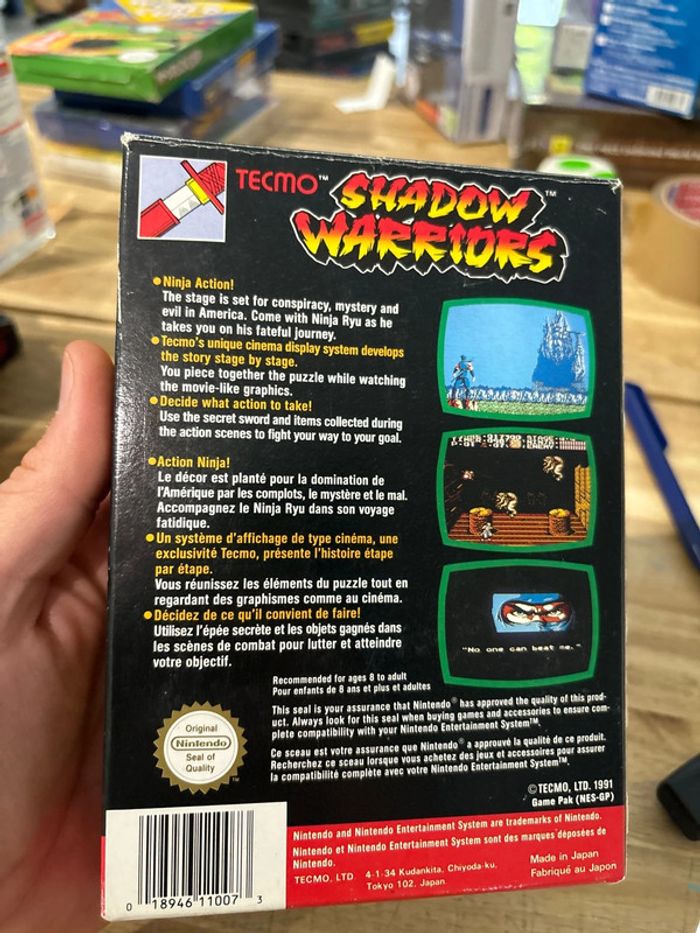 TECMO™ SHADOW WARRIORS ™
●Ninja Action!
The stage is set for conspiracy, mystery and
evil in America. Come with Ninja Ryu as he
takes you on his fateful journey.
●Tecmo's unique cinema display system develops
the story stage by stage.
You piece together the puzzle while watching
the movie-like graphics.
●Decide what action to take!
Use the secret sword and items collected during
the action scenes to fight your way to your goal.
●Action Ninja!
Le décor est planté pour la domination de
l'Amérique par les complots, le mystère et le mal.
Accompagnez le Ninja Ryu dans son voyage
fatidique.
●Un système d'affichage de type cinéma, une
exclusivité Tecmo, présente l'histoire étape
par étape.
Vous réunissez les éléments du puzzle tout en
regardant des graphismes comme au cinéma.
●Décidez de ce qu'il convient de faire!
Utilisez l'épée secrète et les objets gagnés dans
les scènes de combat pour lutter et atteindre
votre objectif.
"No one can beat me."
Recommended for ages 8 to adult
Pour enfants de 8 ans et plus et adultes
This seal is your assurance that Nintendo® has approved the quality of this prod-
uct. Always look for this seal when buying games and accessories to ensure com-
plete compatibility with your Nintendo Entertainment System™.
Ce sceau est votre assurance que Nintendo® a approuvé la qualité de ce produit.
Recherchez ce sceau lorsque vous achetez des jeux et accessoires pour assurer
la compatibilité complète avec votre Nintendo Entertainment System™.
Original
Nintendo
Seal of
Quality
™
©TECMO, LTD. 1991
Game Pak (NES-GP)
Nintendo and Nintendo Entertainment System are trademarks of Nintendo.
Nintendo et Nintendo Entertainment System sont des marques déposées de
Nintendo.
TECMO, LTD. 4-1-34 Kudankita, Chiyoda-ku,
Tokyo 102, Japan
Made in Japan
Fabriqué au Japon
0 18946 11007 3